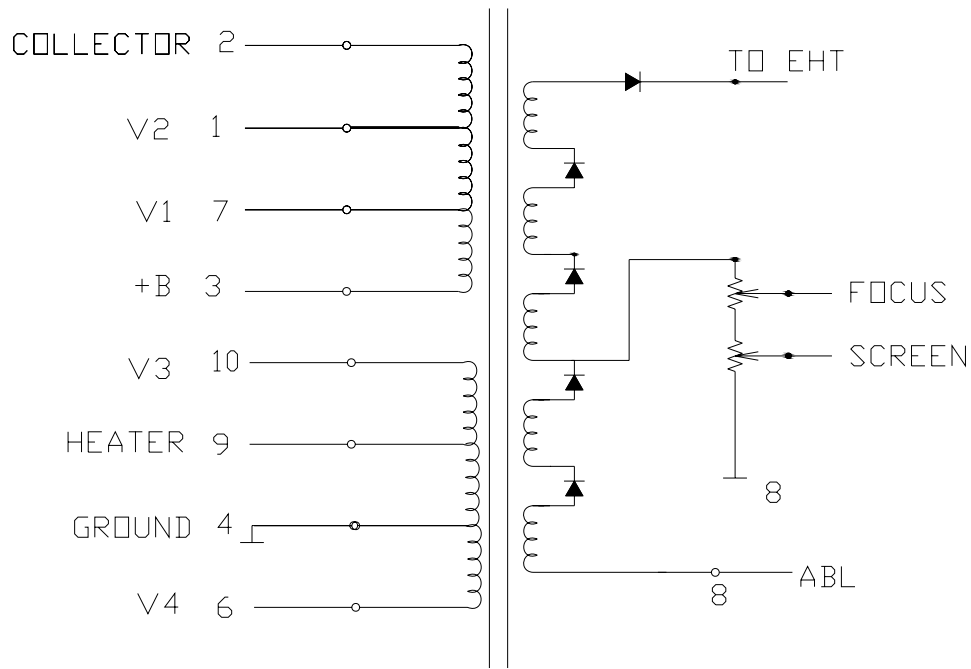 COLLECTOR 2
V2 1
V1 7
+B 3
V3 10
HEATER 9
GROUND 4
V4 6
TO EHT
FOCUS
SCREEN
8
ABL
8